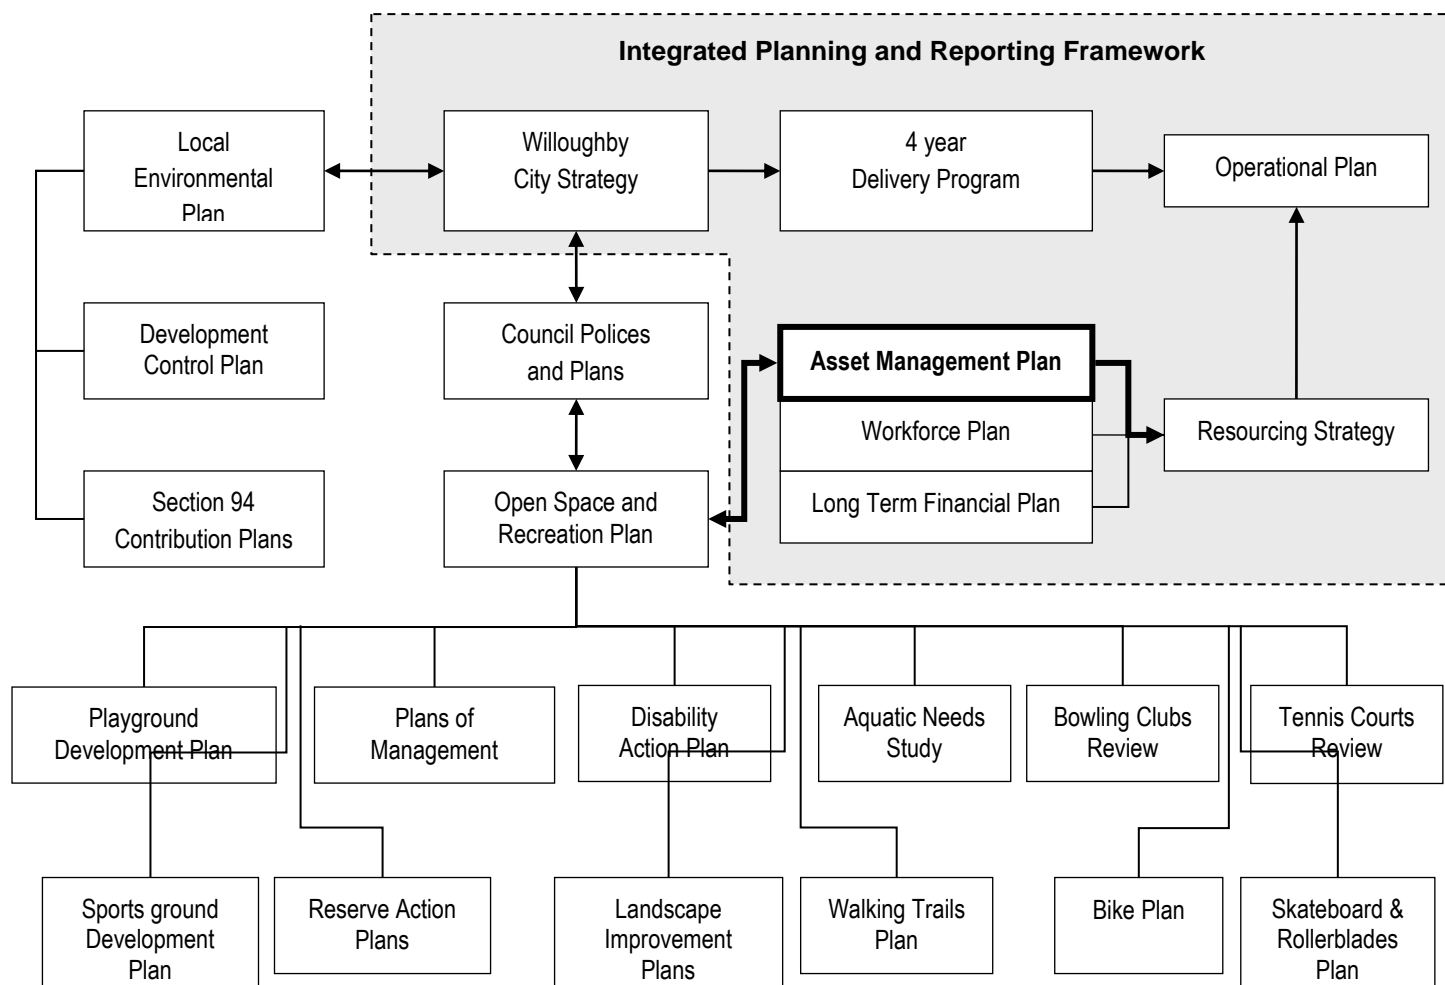 Integrated Planning and Reporting Framework
Local
Environmental
Plan
Willoughby
City Strategy
4 year
Delivery Program
Operational Plan
Development
Control Plan
Council Polices
and Plans
Asset Management Plan
Workforce Plan
Long Term Financial Plan
Resourcing Strategy
Section 94
Contribution Plans
Open Space and
Recreation Plan
Playground
Development Plan
Plans of
Management
Disability
Action Plan
Aquatic Needs
Study
Bowling Clubs
Review
Tennis Courts
Review
Sports ground
Development
Plan
Reserve Action
Plans
Landscape
Improvement
Plans
Walking Trails
Plan
Bike Plan
Skateboard &
Rollerblades
Plan